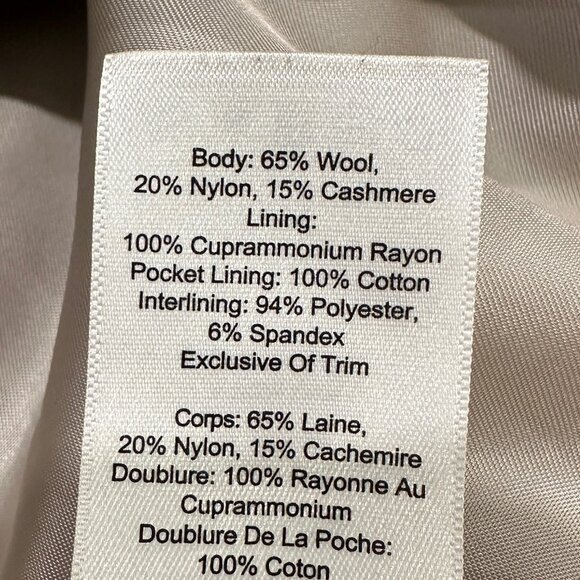 Body: 65% Wool,
20% Nylon, 15% Cashmere
Lining:
100% Cuprammonium Rayon
Pocket Lining: 100% Cotton
Interlining: 94% Polyester,
6% Spandex
Exclusive Of Trim
Corps: 65% Laine,
20% Nylon, 15% Cachemire
Doublure: 100% Rayonne Au
Cuprammonium
Doublure De La Poche:
100% Coton